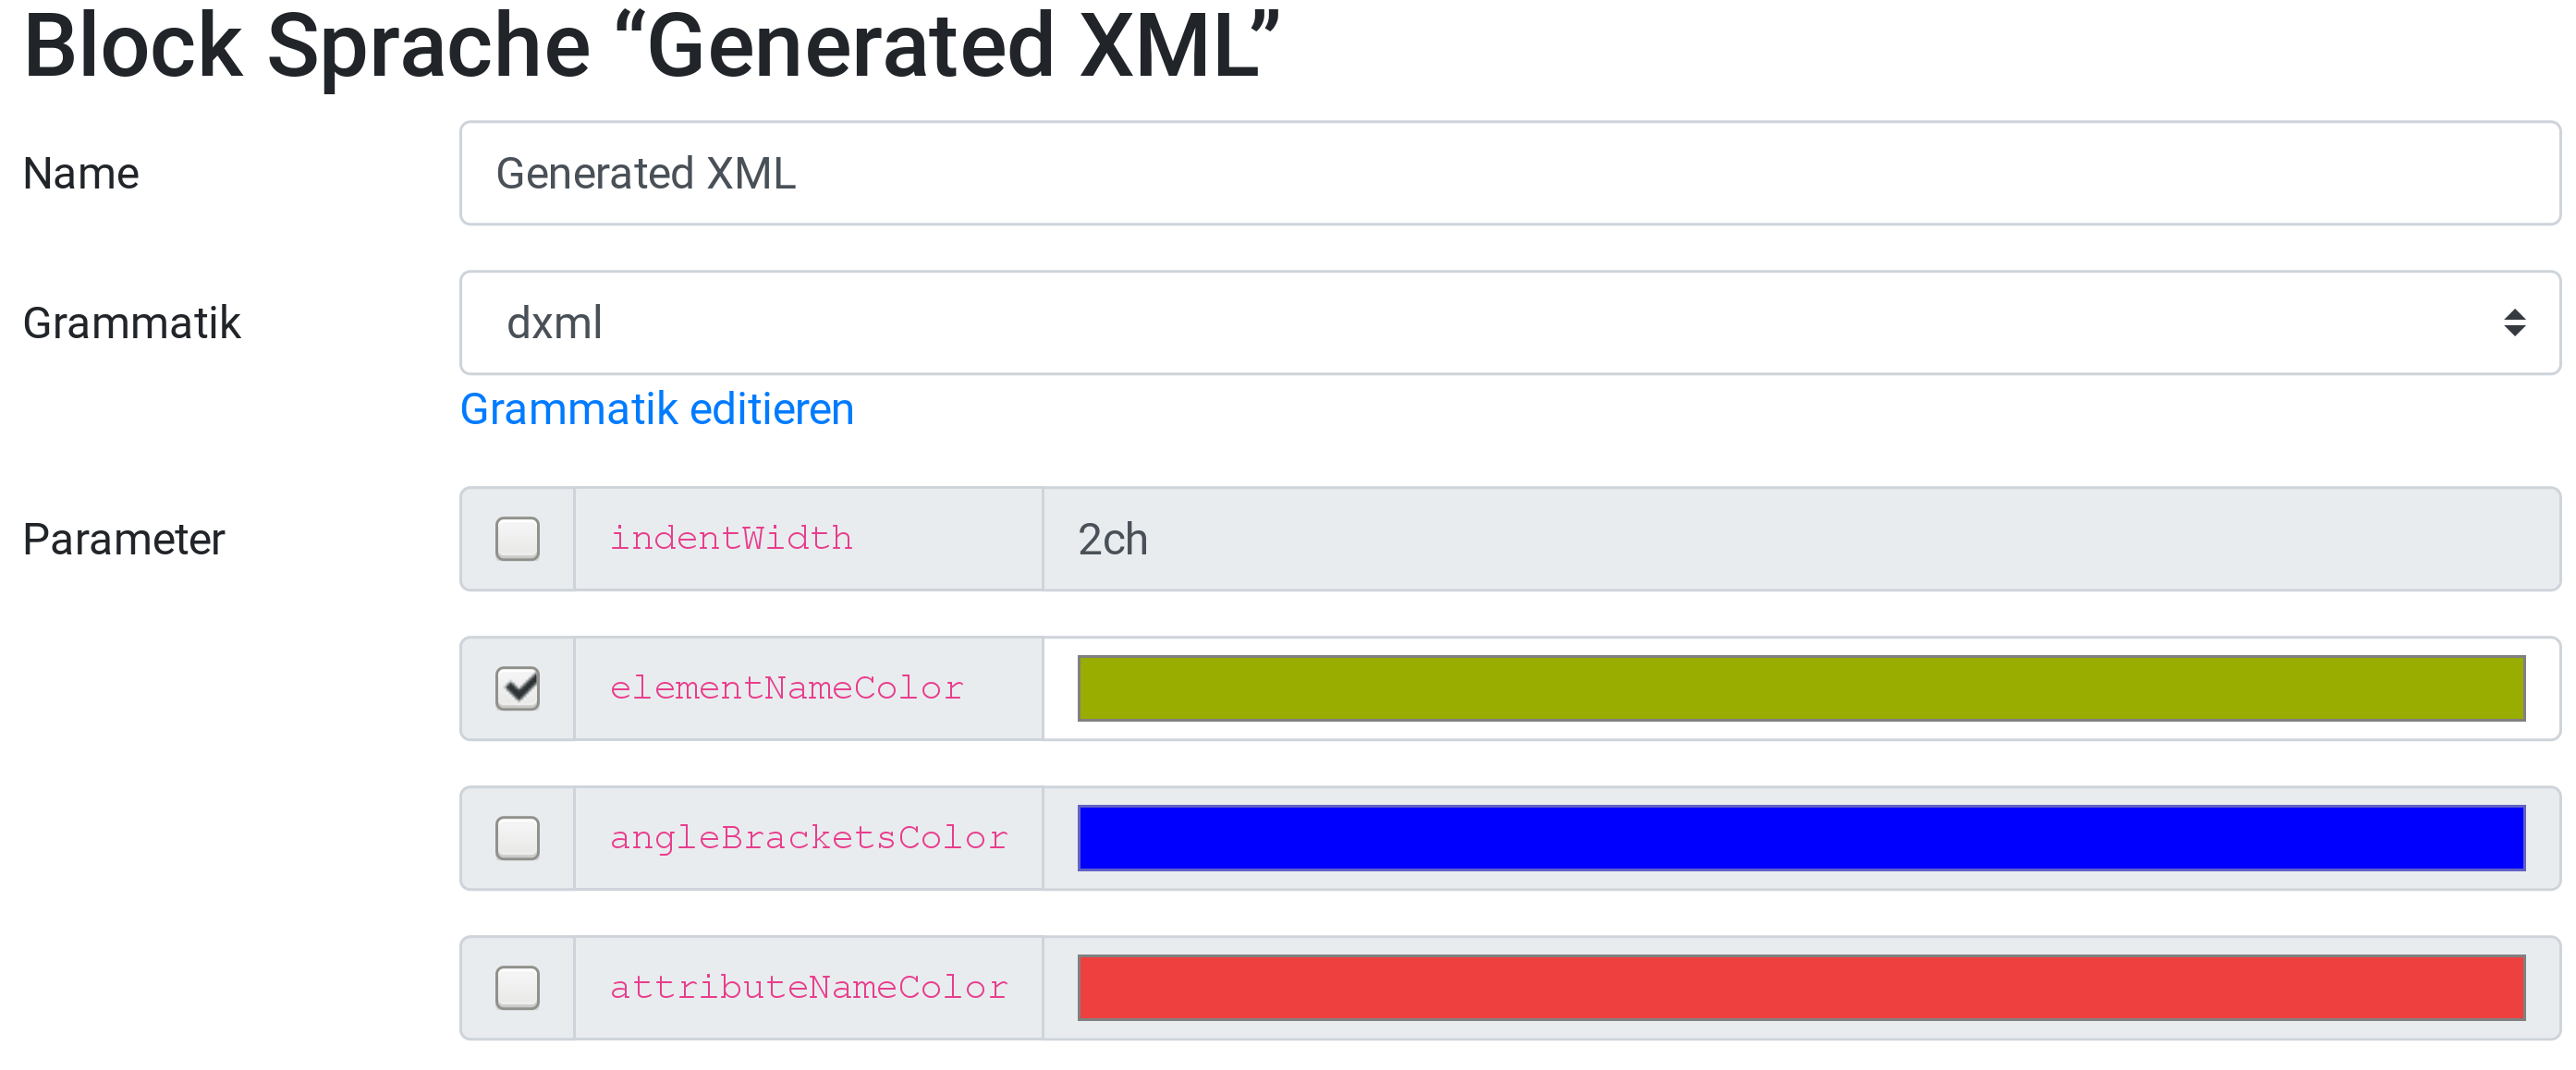 Block Sprache “Generated XML”
Name
Generated XML
Grammatik
dxml
Grammatik editieren
Parameter
indentWidth
2ch
elementNameColor
angleBracketsColor
attributeNameColor